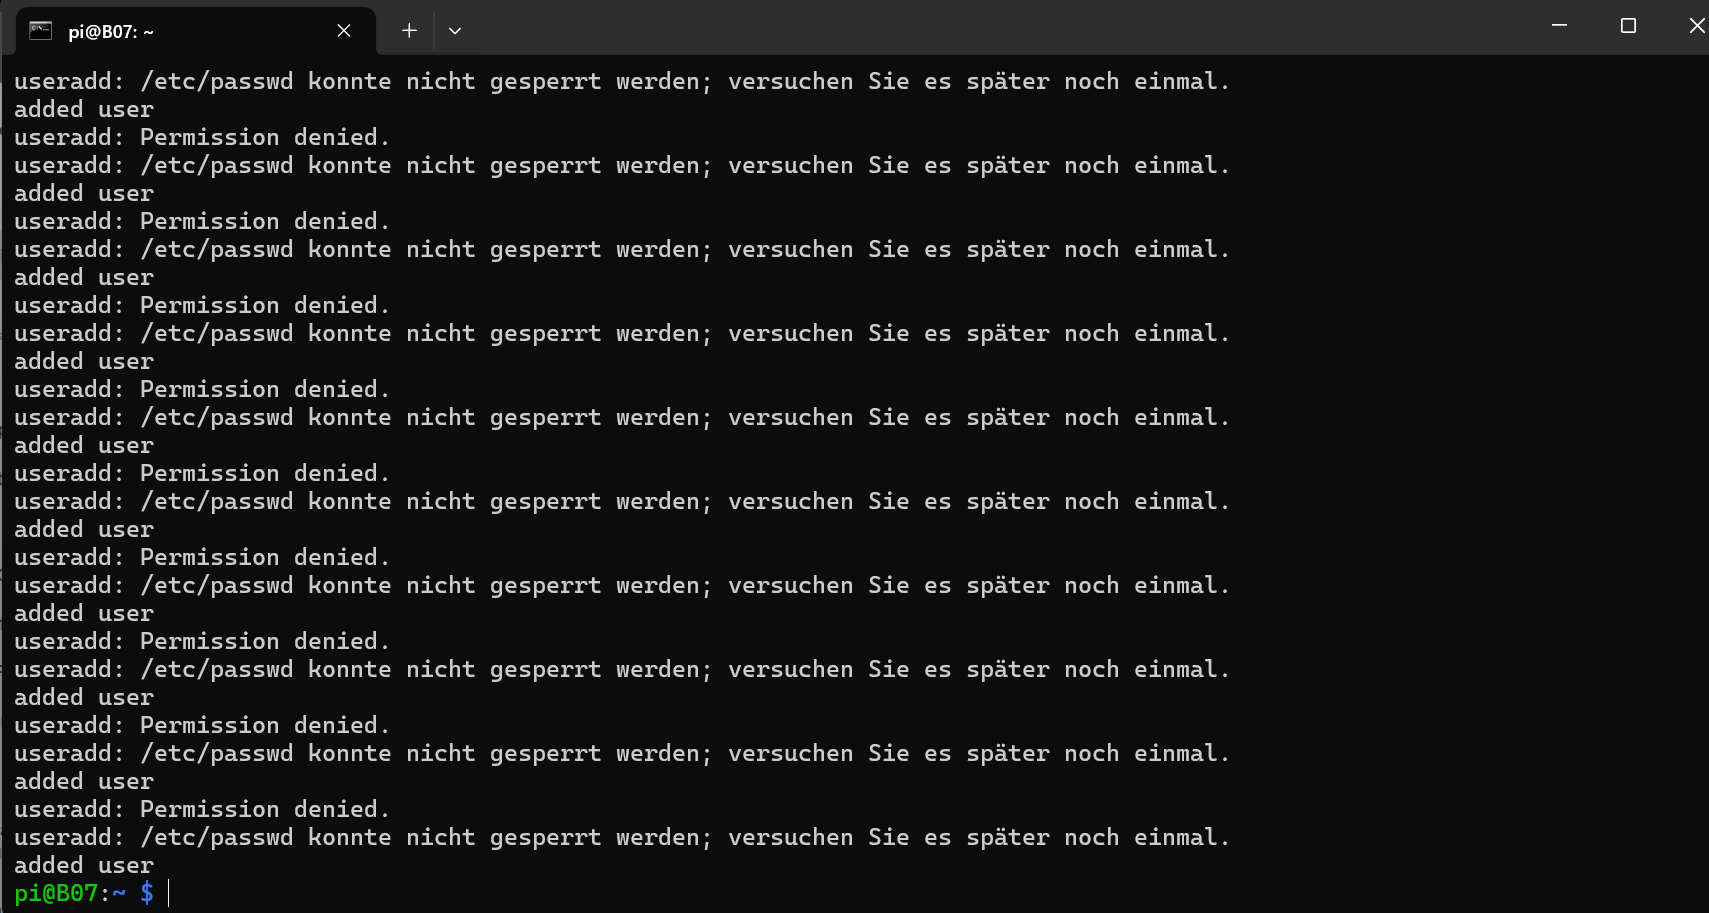 pi@B07: ~
useradd: /etc/passwd konnte nicht gesperrt werden; versuchen Sie es später noch einmal.
added user
useradd: Permission denied.
useradd: /etc/passwd konnte nicht gesperrt werden; versuchen Sie es später noch einmal.
added user
useradd: Permission denied.
useradd: /etc/passwd konnte nicht gesperrt werden; versuchen Sie es später noch einmal.
added user
useradd: Permission denied.
useradd: /etc/passwd konnte nicht gesperrt werden; versuchen Sie es später noch einmal.
added user
useradd: Permission denied.
useradd: /etc/passwd konnte nicht gesperrt werden; versuchen Sie es später noch einmal.
added user
useradd: Permission denied.
useradd: /etc/passwd konnte nicht gesperrt werden; versuchen Sie es später noch einmal.
added user
useradd: Permission denied.
useradd: /etc/passwd konnte nicht gesperrt werden; versuchen Sie es später noch einmal.
added user
useradd: Permission denied.
useradd: /etc/passwd konnte nicht gesperrt werden; versuchen Sie es später noch einmal.
added user
useradd: Permission denied.
useradd: /etc/passwd konnte nicht gesperrt werden; versuchen Sie es später noch einmal.
added user
useradd: Permission denied.
useradd: /etc/passwd konnte nicht gesperrt werden; versuchen Sie es später noch einmal.
added user
pi@B07:~ $